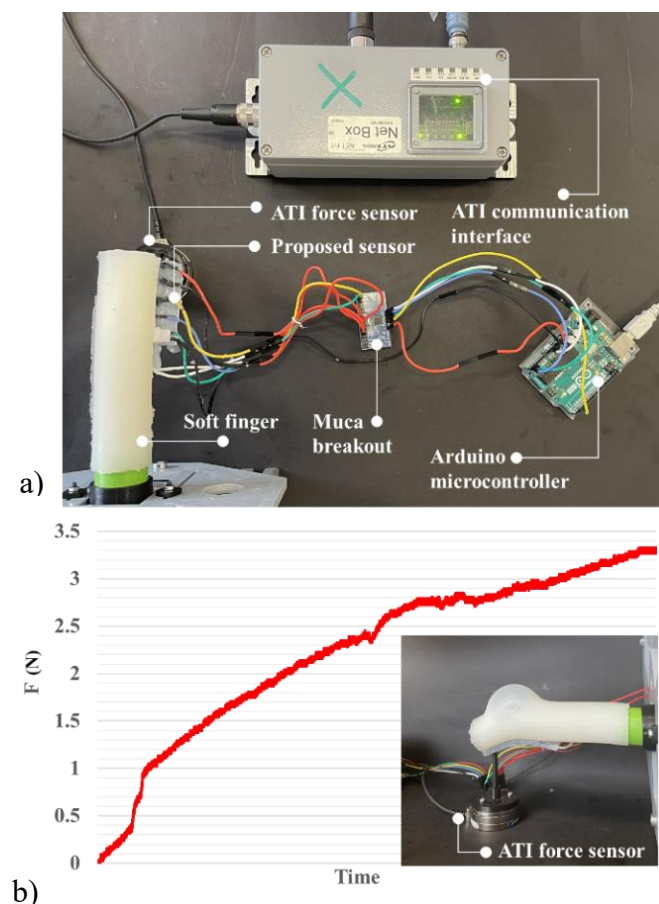 Net Box
ATI force sensor
ATI communication
interface
Proposed sensor
Soft finger
Muca
breakout
Arduino
microcontroller
a)
3.5
3
2.5
2
1.5
1
0.5
0
F (N)
ATI force sensor
Time
b)